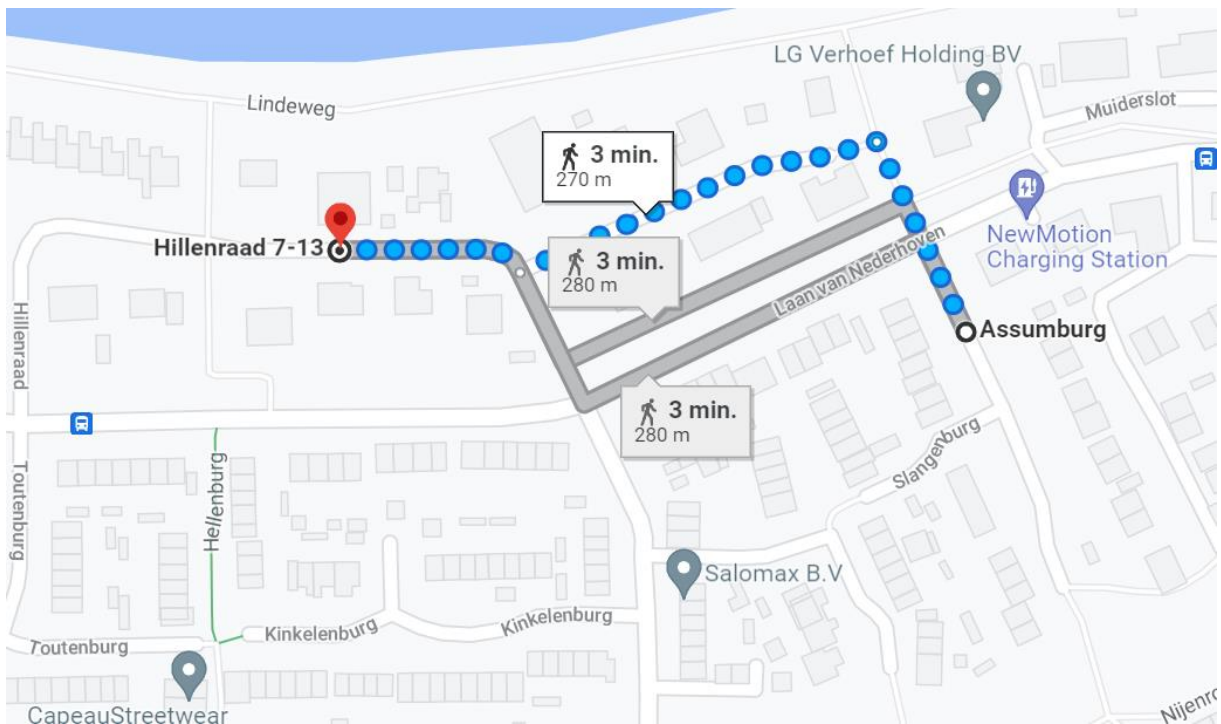 LG Verhoef Holding BV
Lindeweg
Muiderslot
3 min.
270 m
Hillenraad 7-13
3 min.
280 m
NewMotion
Charging Station
Laan van Nederhoven
Assumburg
Hillenraad
3 min.
280 m
Slangenburg
Toutenburg
Hellenburg
Salomax B.V
Kinkelenburg
Kinkelenburg
Toutenburg
CapeauStreetwear
Nijenro